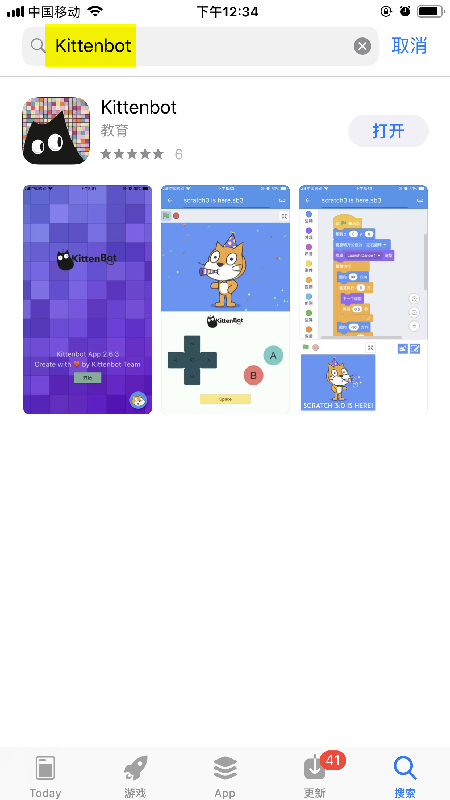 中国移动
下午12:34
Kittenbot
取消
Kittenbot
教育
打开
6
KittenBot
Kittenbot App 2.6.3
Create with ❤ by Kittenbot Team
scratch3 is here.sb3
KittenBot
A
B
Space
scratch3 is here.sb3
SCRATCH 3.0 IS HERE!
41
Today
游戏
App
更新
搜索